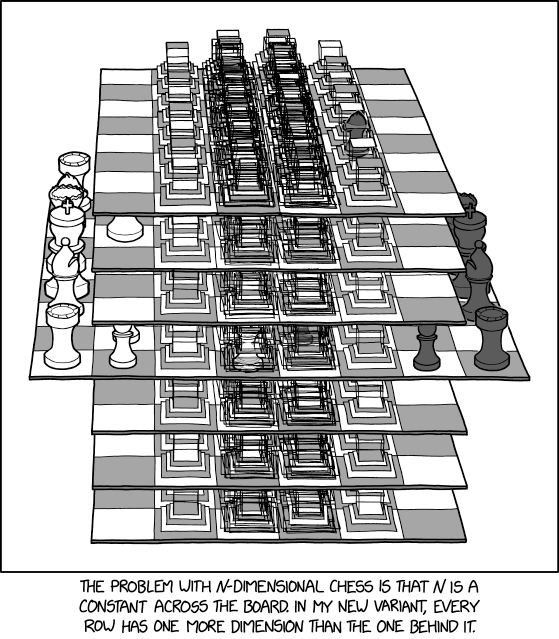 THE PROBLEM WITH N-DIMENSIONAL CHESS IS THAT N IS A
CONSTANT ACROSS THE BOARD. IN MY NEW VARIANT, EVERY
ROW HAS ONE MORE DIMENSION THAN THE ONE BEHIND IT.